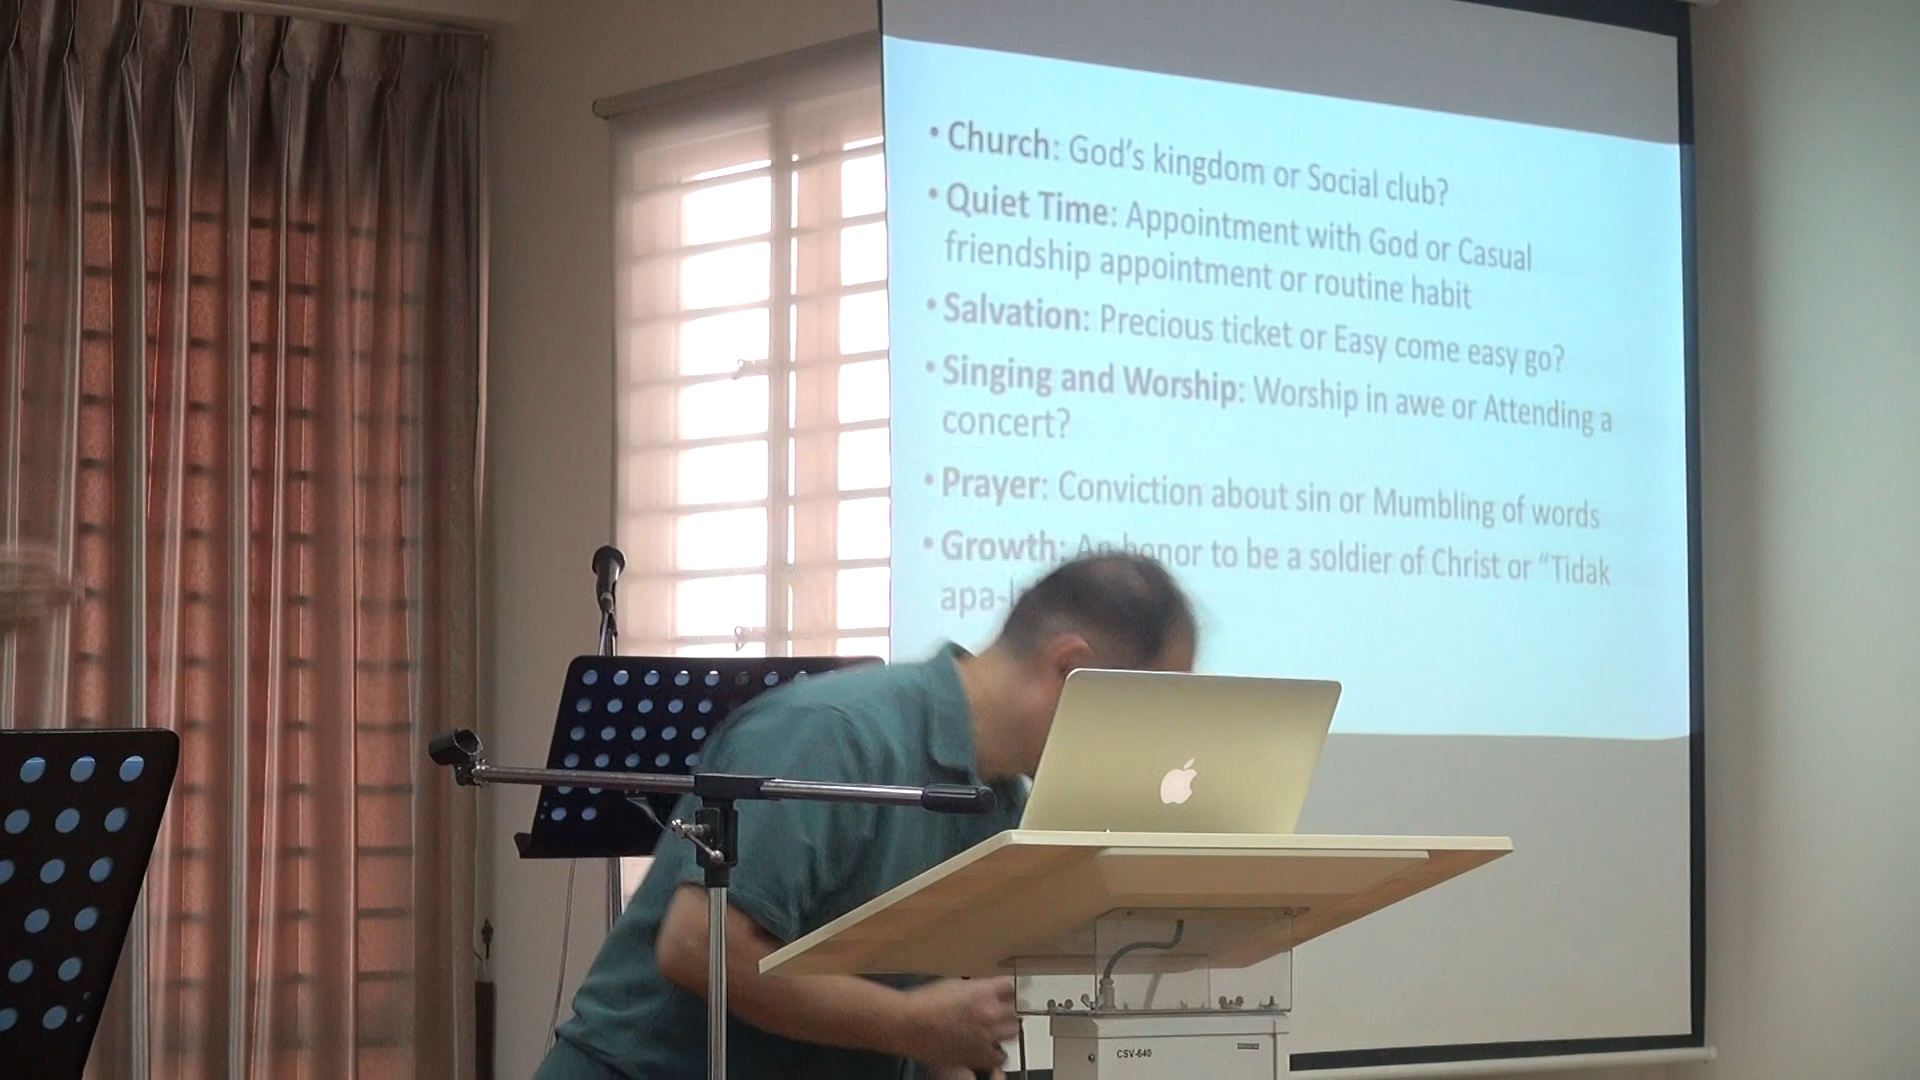 • Church: God's kingdom or Social club?
• Quiet Time: Appointment with God or Casual
friendship appointment or routine habit
• Salvation: Precious ticket or Easy come easy go?
• Singing and Worship: Worship in awe or Attending a
concert?
• Prayer: Conviction about sin or Mumbling of words
• Growth: An honor to be a soldier of Christ or “Tidak
apa-
CSV-640